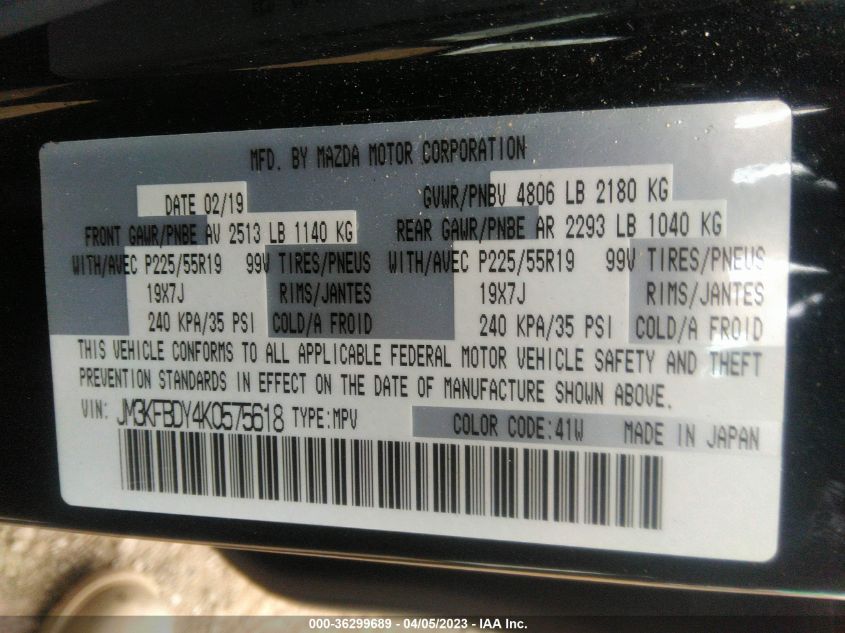 MFD. BY MAZDA MOTOR CORPORATION
DATE 02/19 GVWR/PNBV 4806 LB 2180 KG
FRONT GAWR/PNBE AV 2513 LB 1140 KG REAR GAWR/PNBE AR 2293 LB 1040 KG
WITH/AVEC P225/55R19 99V TIRES/PNEUS WITH/AVEC P225/55R19 99V TIRES/PNEUS
19X7J RIMS/JANTES 19X7J RIMS/JANTES
240 KPA/35 PSI COLD/A FROID 240 KPA/35 PSI COLD/A FROID
THIS VEHICLE CONFORMS TO ALL APPLICABLE FEDERAL MOTOR VEHICLE SAFETY AND THEFT
PREVENTION STANDARDS IN EFFECT ON THE DATE OF MANUFACTURE SHOWN ABOVE.
VIN: JM3KFBDY4K0575618 TYPE:MPV COLOR CODE:41W MADE IN JAPAN
000-36299689 - 04/05/2023 - IAA Inc.